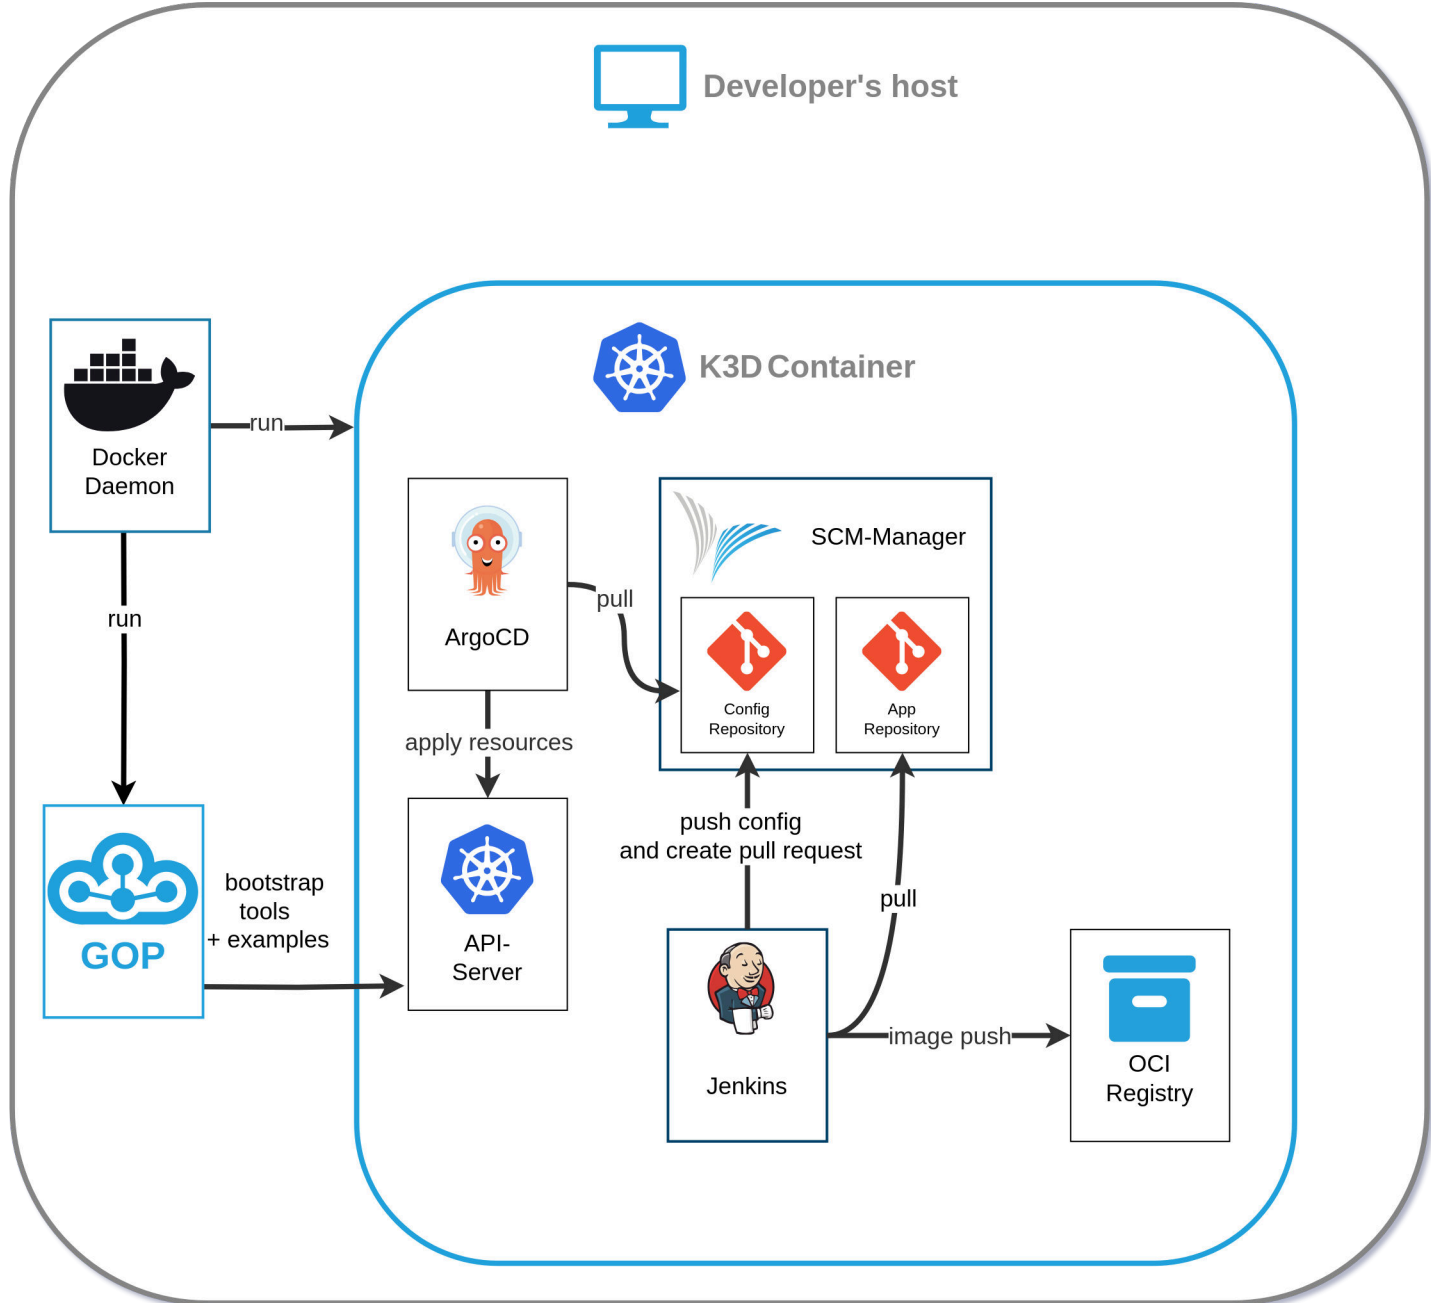 Developer's host
K3D Container
Docker
Daemon
run
run
ArgoCD
pull
SCM-Manager
Config
Repository
App
Repository
apply resources
push config
and create pull request
pull
GOP
bootstrap
tools
+ examples
API-
Server
Jenkins
image push
OCI
Registry